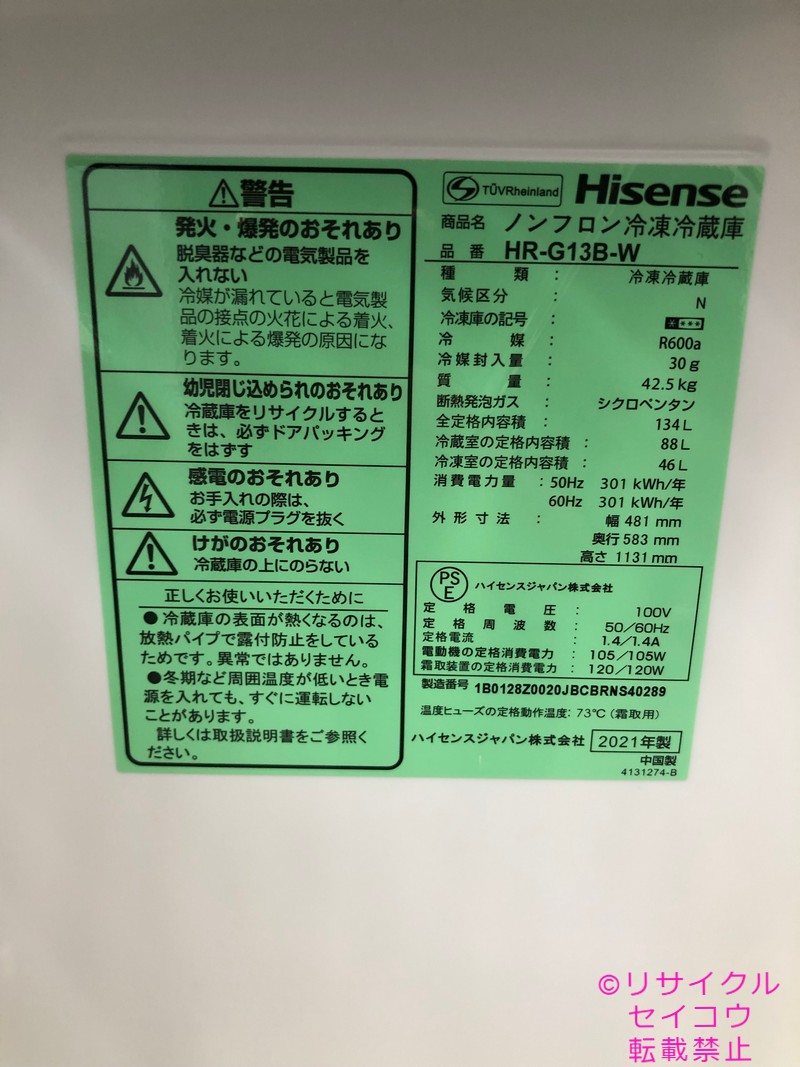 警告
発火・爆発のおそれあり
脱臭器などの電気製品を
入れない
冷媒が漏れていると電気製
品の接点の火花による着火、
着火による爆発の原因にな
ります。
幼児閉じ込められのおそれあり
冷蔵庫をリサイクルすると
きは、必ずドアパッキング
をはずす
感電のおそれあり
お手入れの際は、
必ず電源プラグを抜く
けがのおそれあり
冷蔵庫の上にのらない
正しくお使いいただくために
●冷蔵庫の表面が熱くなるのは、
放熱パイプで露付防止をしている
ためです。異常ではありません。
●冬期など周囲温度が低いとき電
源を入れても、すぐに運転しない
ことがあります。
詳しくは取扱説明書をご参照く
ださい。
TÜVRheinland Hisense
商品名 ノンフロン冷凍冷蔵庫
品番 HR-G13B-W
種類 : 冷凍冷蔵庫
気候区分 : N
冷凍庫の記号 : ****
冷媒 : R600a
冷媒封入量 : 30g
質量 : 42.5kg
断熱発泡ガス : シクロペンタン
全定格内容積 : 134L
冷蔵室の定格内容積 : 88L
冷凍室の定格内容積 : 46L
消費電力量 : 50Hz 301 kWh/年
60Hz 301 kWh/年
外形寸法 : 幅 481 mm
奥行 583 mm
高さ 1131 mm
PS
E ハイセンスジャパン株式会社
定格電圧 : 100V
定格周波数 : 50/60Hz
定格電流 : 1.4/1.4A
電動機の定格消費電力 : 105/105W
霜取装置の定格消費電力 : 120/120W
製造番号 1B0128Z0020JBCBRNS40289
温度ヒューズの定格動作温度: 73℃ (霜取用)
ハイセンスジャパン株式会社 2021年製
中国製
4131274-B
©リサイクル
セイコウ
転載禁止